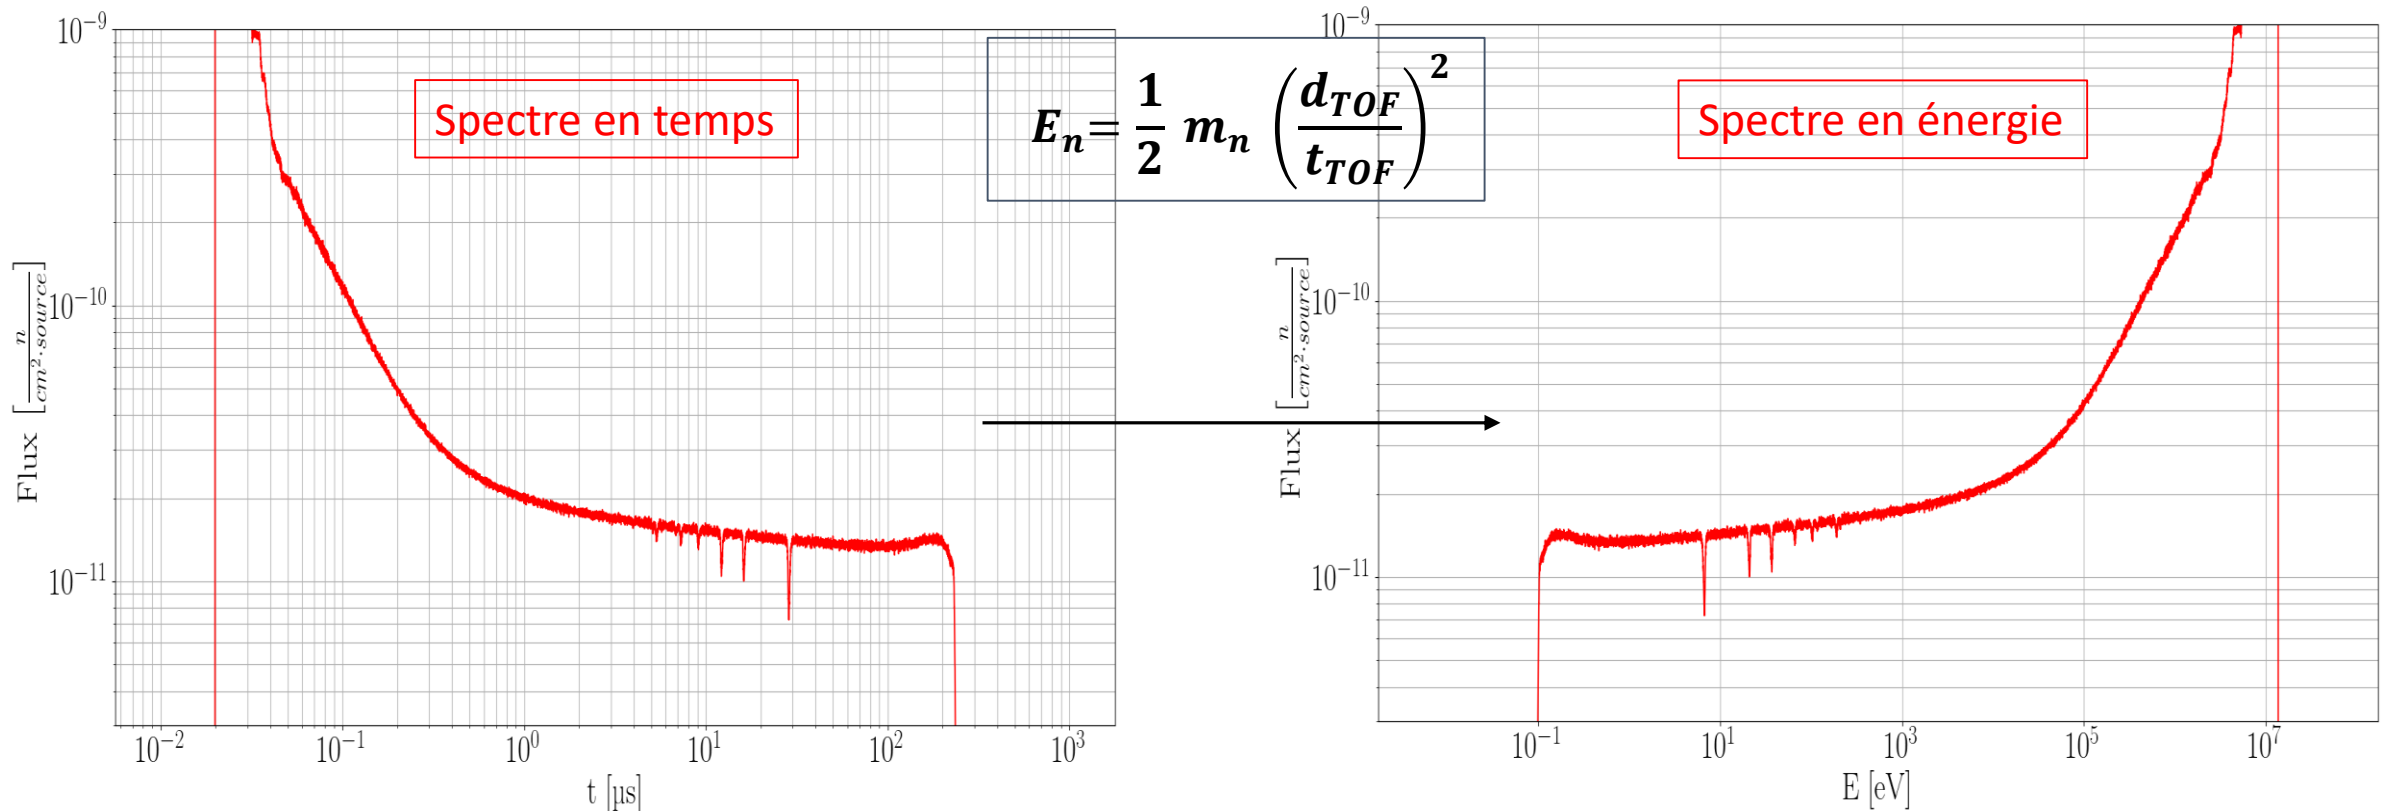 10⁻⁹
10⁻¹⁰
10⁻¹¹
Flux [n/cm²·source]
Spectre en temps
10⁻² 10⁻¹ 10⁰ 10¹ 10² 10³
t [µs]
Eₙ= 1/2 mₙ (d_TOF/t_TOF)²
10⁻⁹
10⁻¹⁰
10⁻¹¹
Flux [n/cm²·source]
Spectre en énergie
10⁻¹ 10¹ 10³ 10⁵ 10⁷
E [eV]